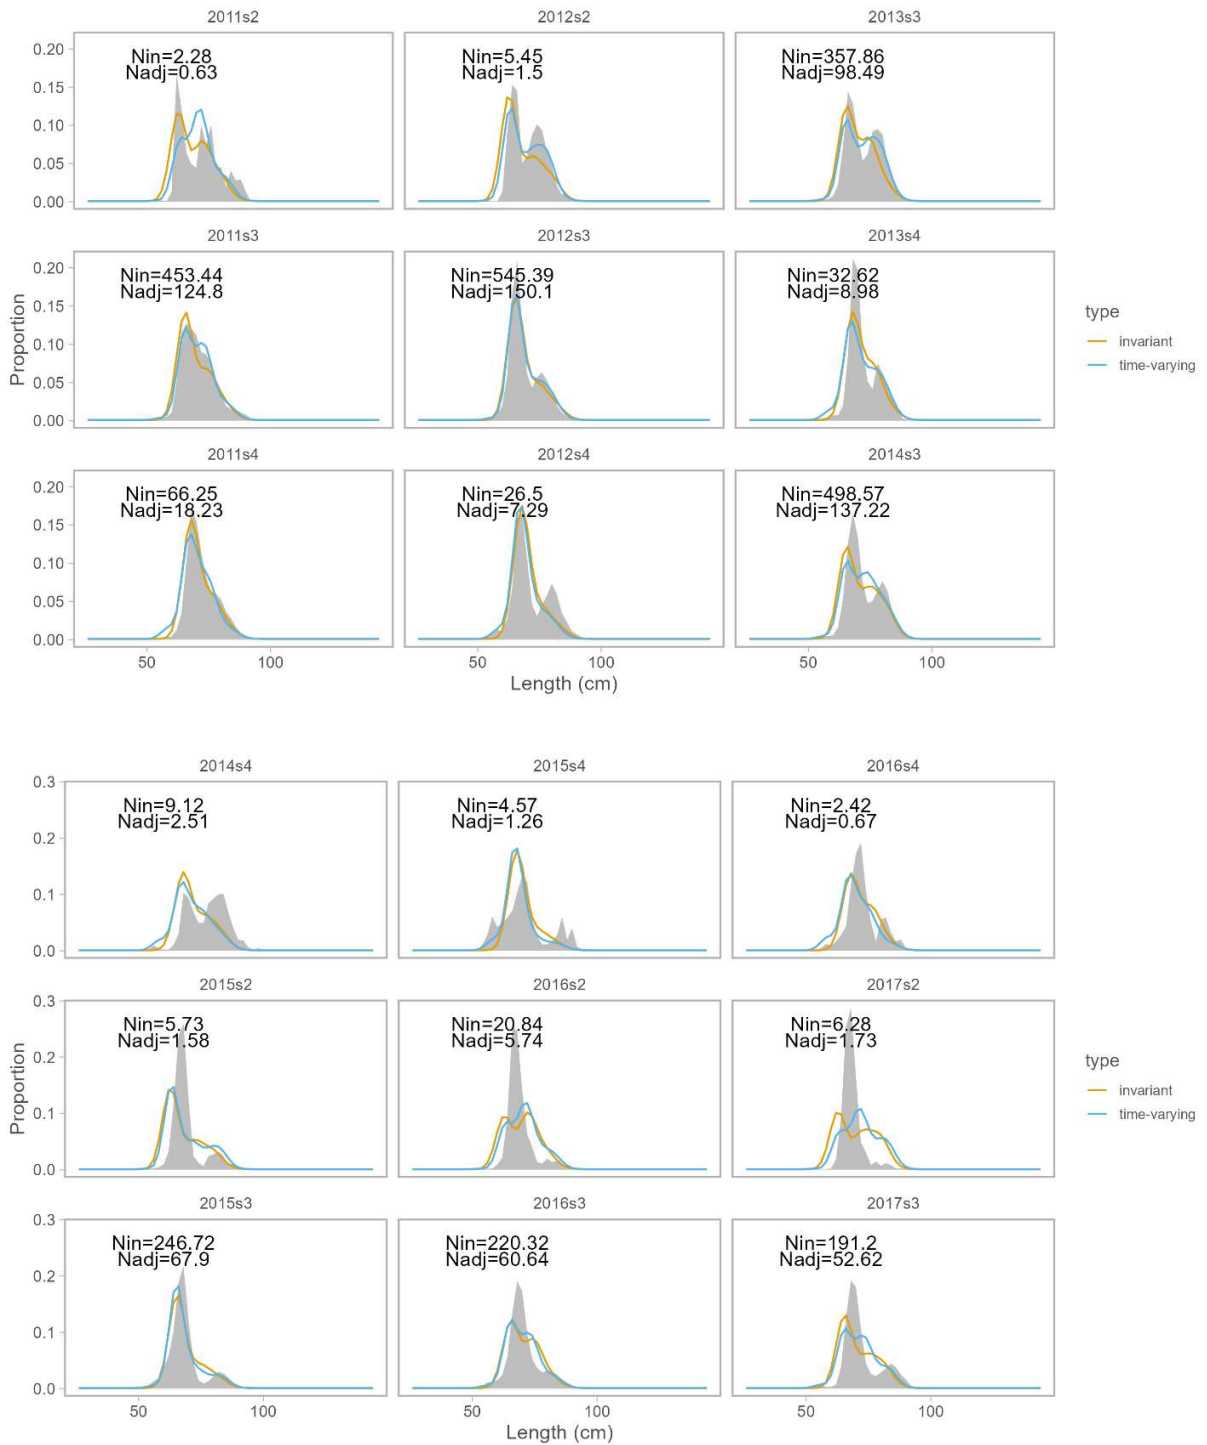 2011s2
2012s2
2013s3
0.20
0.15
0.10
0.05
0.00
Nin=2.28
Nadj=0.63
Nin=5.45
Nadj=1.5
Nin=357.86
Nadj=98.49
2011s3
2012s3
2013s4
Proportion
0.20
0.15
0.10
0.05
0.00
Nin=453.44
Nadj=124.8
Nin=545.39
Nadj=150.1
Nin=32.62
Nadj=8.98
type
invariant
time-varying
2011s4
2012s4
2014s3
0.20
0.15
0.10
0.05
0.00
Nin=66.25
Nadj=18.23
Nin=26.5
Nadj=7.29
Nin=498.57
Nadj=137.22
50
100
50
100
50
100
Length (cm)
2014s4
2015s4
2016s4
0.3
0.2
0.1
0.0
Nin=9.12
Nadj=2.51
Nin=4.57
Nadj=1.26
Nin=2.42
Nadj=0.67
2015s2
2016s2
2017s2
Proportion
0.3
0.2
0.1
0.0
Nin=5.73
Nadj=1.58
Nin=20.84
Nadj=5.74
Nin=6.28
Nadj=1.73
type
invariant
time-varying
2015s3
2016s3
2017s3
0.3
0.2
0.1
0.0
Nin=246.72
Nadj=67.9
Nin=220.32
Nadj=60.64
Nin=191.2
Nadj=52.62
50
100
50
100
50
100
Length (cm)